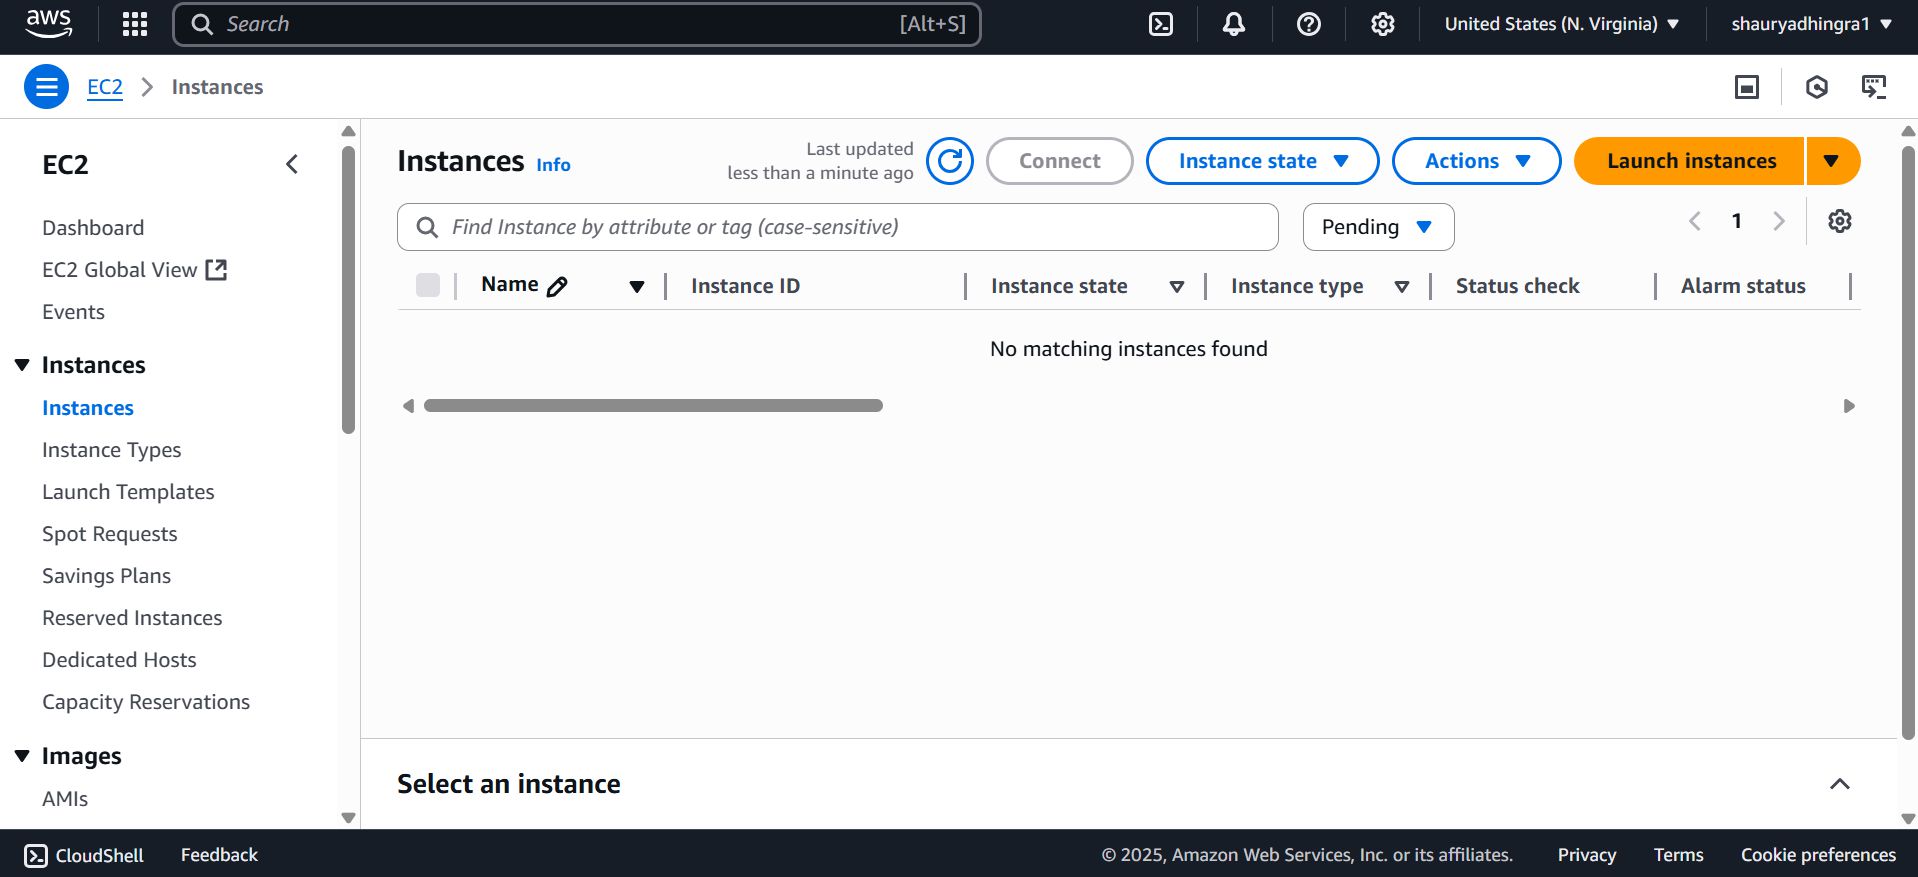 aws
Search [Alt+S]
United States (N. Virginia)
shauryadhingra1
EC2 > Instances
EC2
Dashboard
EC2 Global View
Events
Instances
Instances
Instance Types
Launch Templates
Spot Requests
Savings Plans
Reserved Instances
Dedicated Hosts
Capacity Reservations
Images
AMIs
Instances Info
Last updated
less than a minute ago
Connect
Instance state
Actions
Launch instances
Find Instance by attribute or tag (case-sensitive)
Pending
1
Name Instance ID Instance state Instance type Status check Alarm status
No matching instances found
Select an instance
CloudShell Feedback © 2025, Amazon Web Services, Inc. or its affiliates. Privacy Terms Cookie preferences